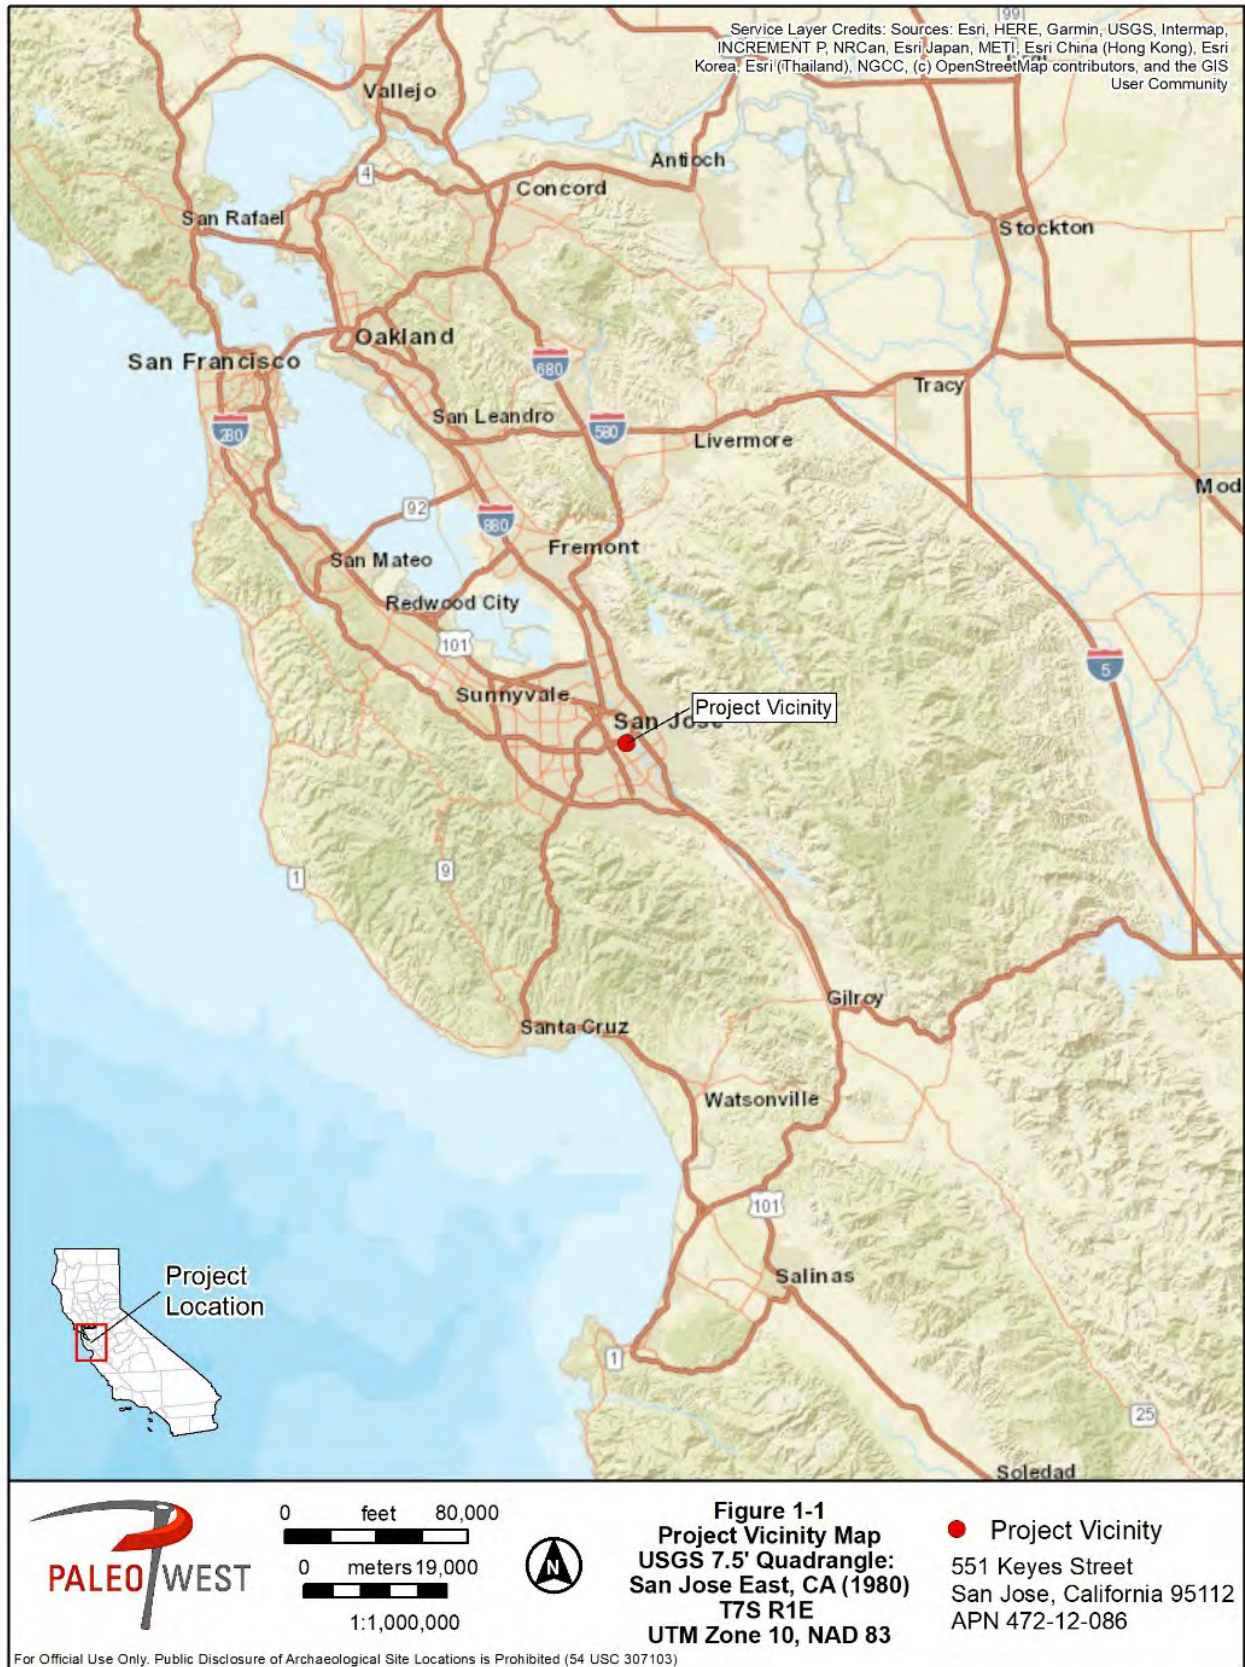 99
Service Layer Credits: Sources: Esri, HERE, Garmin, USGS, Intermap,
INCREMENT P, NRCan, Esri Japan, METI, Esri China (Hong Kong), Esri
Korea, Esri (Thailand), NGCC, (c) OpenStreetMap contributors, and the GIS
User Community
Vallejo
Antioch
4
Concord
San Rafael
Stockton
Oakland
San Francisco
680
Tracy
San Leandro
280
580
Livermore
Mod
92
880
Fremont
San Mateo
Redwood City
101
5
Sunnyvale
Project Vicinity
San Jose
1
9
Gilroy
Santa Cruz
Watsonville
101
Project
Location
Salinas
1
25
Soledad
PALEO WEST
0 feet 80,000
0 meters 19,000
1:1,000,000
N
Figure 1-1
Project Vicinity Map
USGS 7.5' Quadrangle:
San Jose East, CA (1980)
T7S R1E
UTM Zone 10, NAD 83
Project Vicinity
551 Keyes Street
San Jose, California 95112
APN 472-12-086
For Official Use Only. Public Disclosure of Archaeological Site Locations is Prohibited (54 USC 307103)